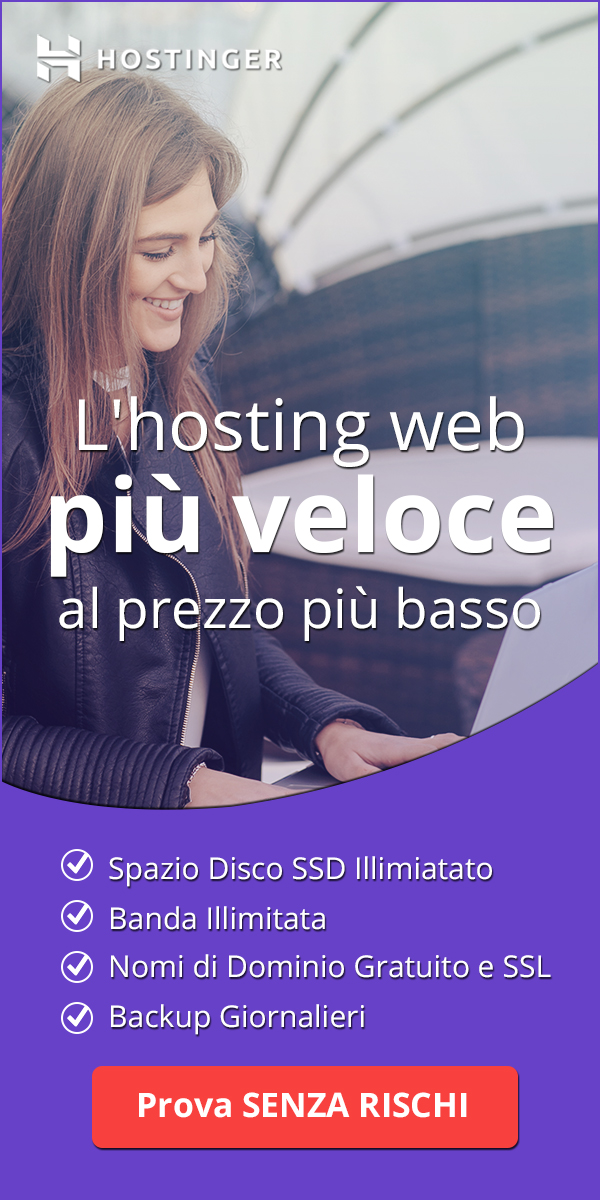 HOSTINGER
L'hosting web
più veloce
al prezzo più basso
Spazio Disco SSD Illimiatato
Banda Illimitata
Nomi di Dominio Gratuito e SSL
Backup Giornalieri
Prova SENZA RISCHI